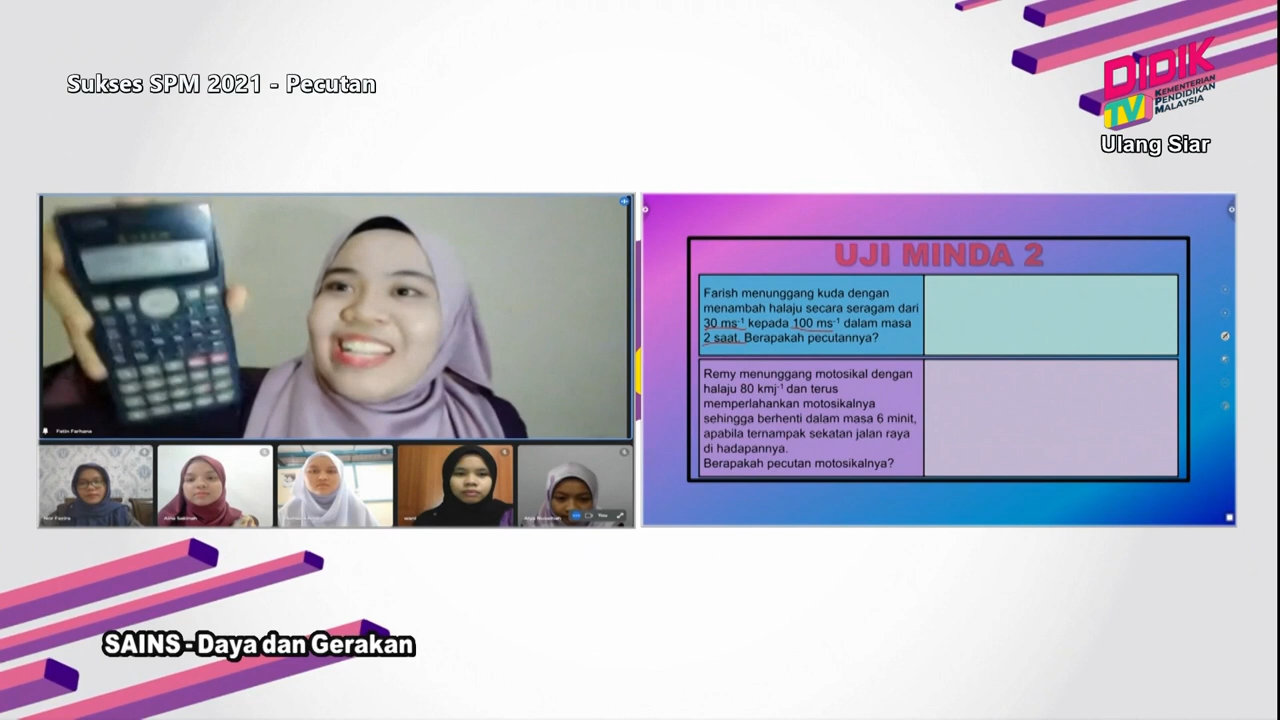 Sukses SPM 2021 - Pecutan
DIDIK
TV
KEMENTERIAN
PENDIDIKAN
MALAYSIA
Ulang Siar
Fatin Farhana
UJI MINDA 2
Farish menunggang kuda dengan
menambah halaju secara seragam dari
30 ms⁻¹ kepada 100 ms⁻¹ dalam masa
2 saat. Berapakah pecutannya?
Remy menunggang motosikal dengan
halaju 80 kmj⁻¹ dan terus
memperlahankan motosikalnya
sehingga berhenti dalam masa 6 minit,
apabila ternampak sekatan jalan raya
di hadapannya.
Berapakah pecutan motosikalnya?
You
SAINS - Daya dan Gerakan